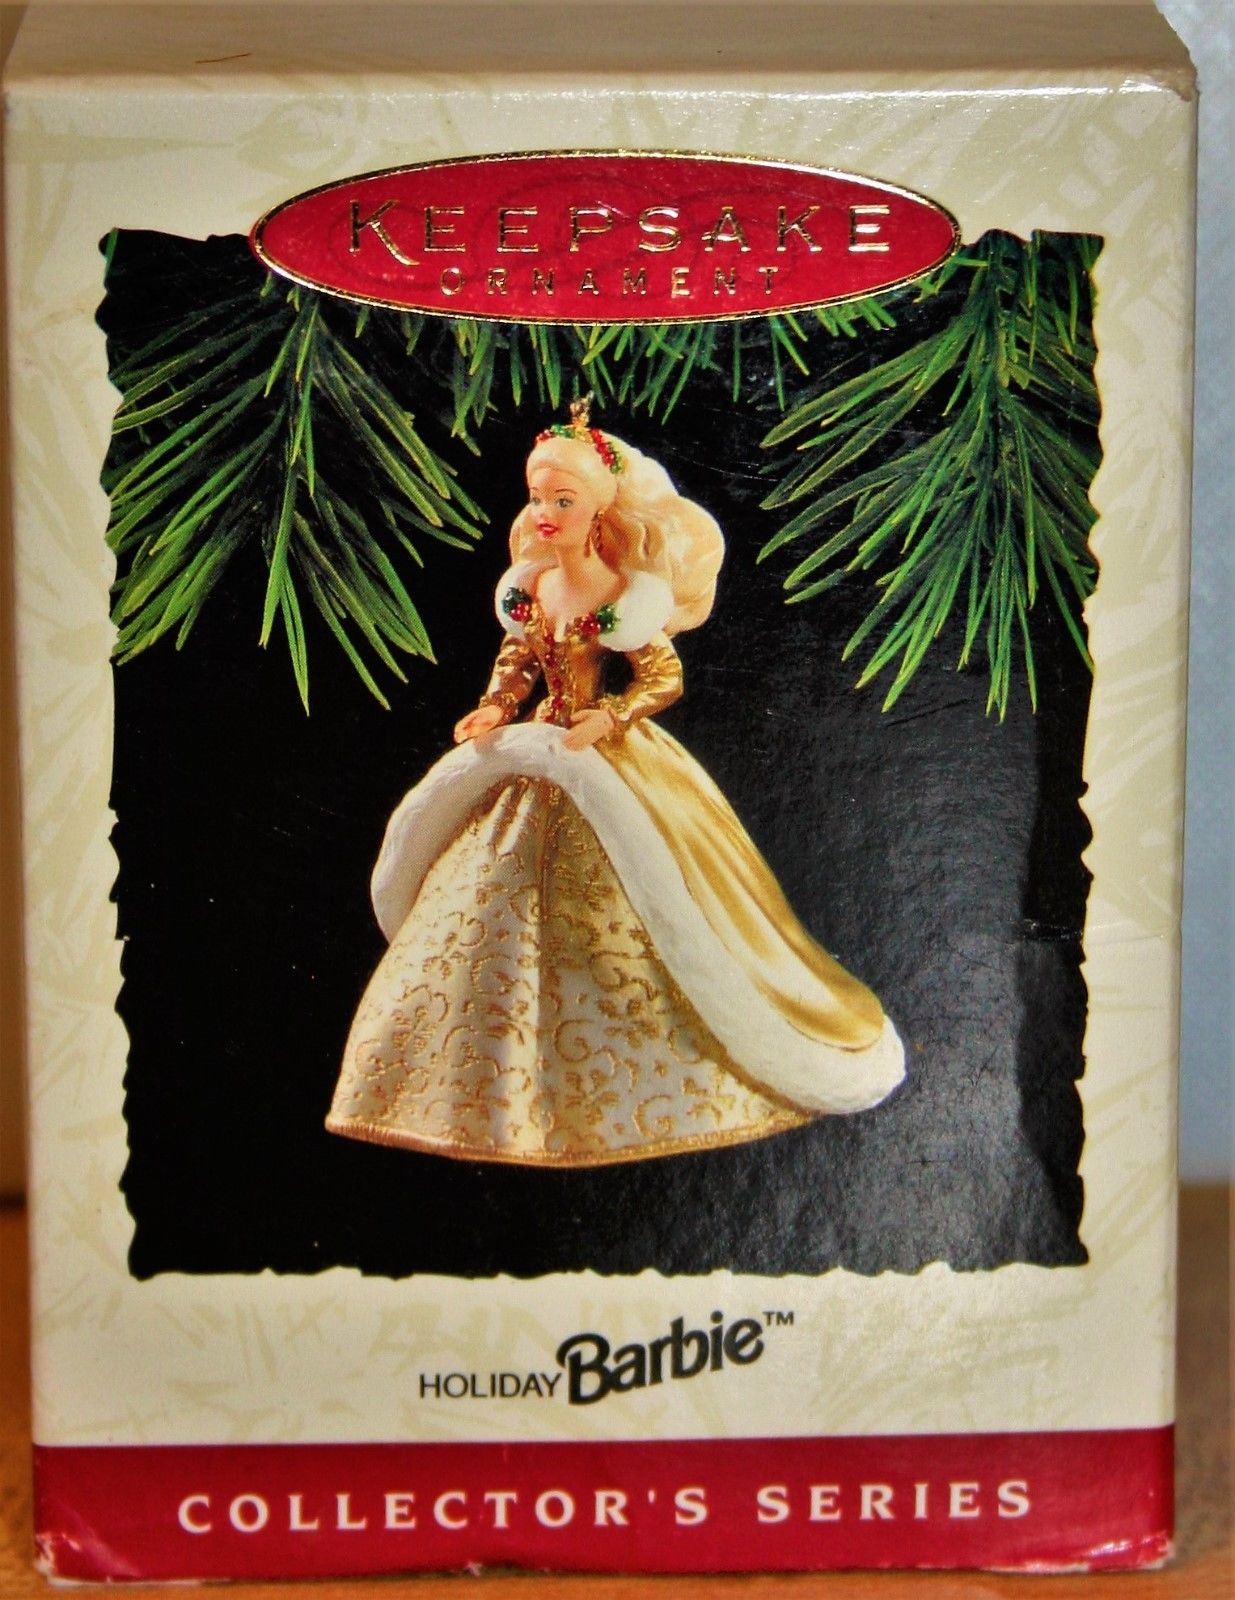 KEEPSAKE
ORNAMENT
HOLIDAY Barbie™
COLLECTOR'S SERIES